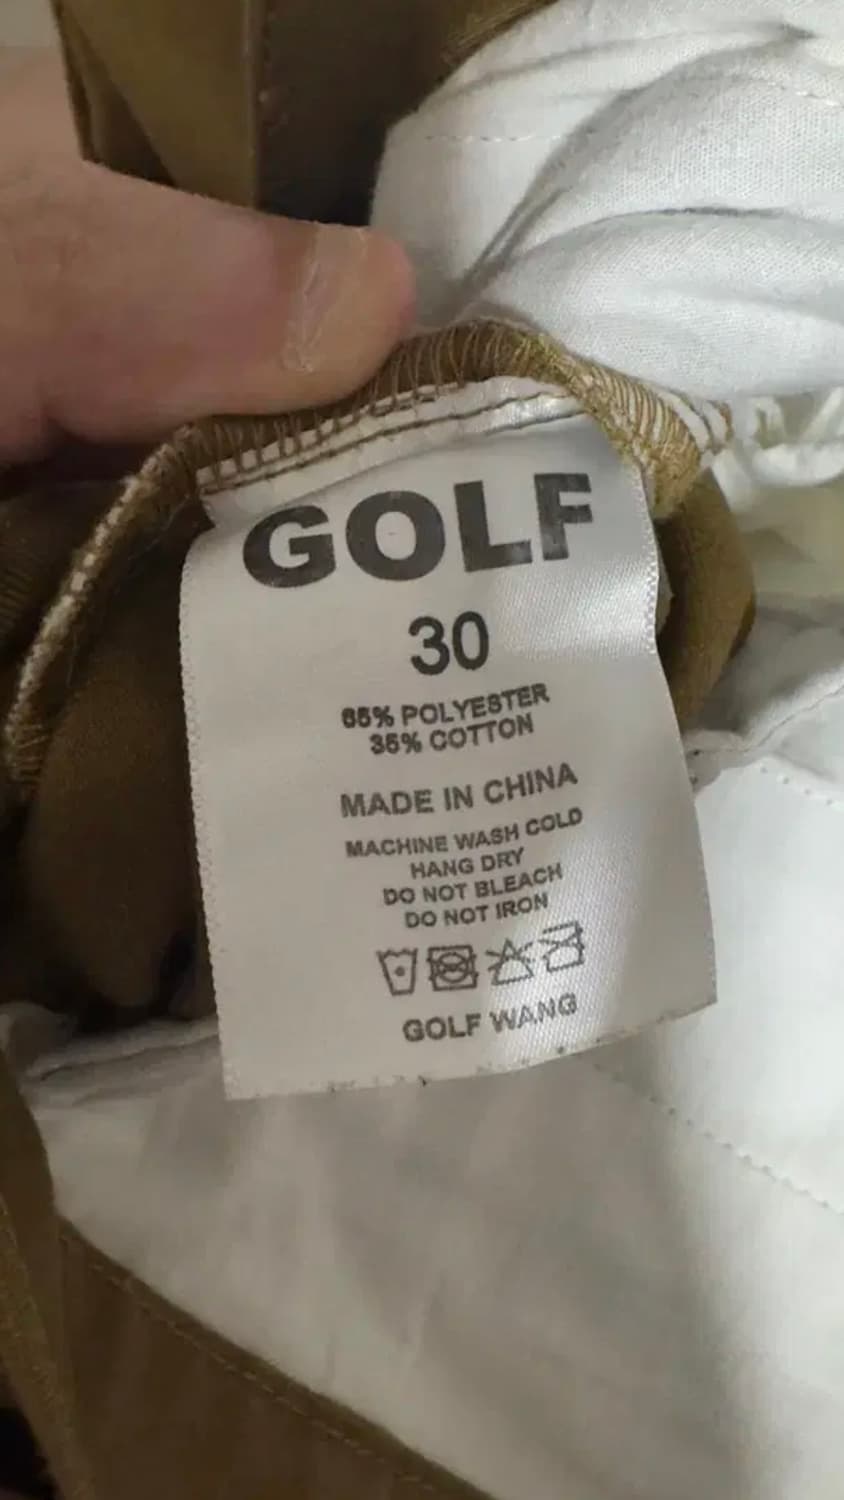 GOLF
30
65% POLYESTER
35% COTTON
MADE IN CHINA
MACHINE WASH COLD
HANG DRY
DO NOT BLEACH
DO NOT IRON
GOLF WANG